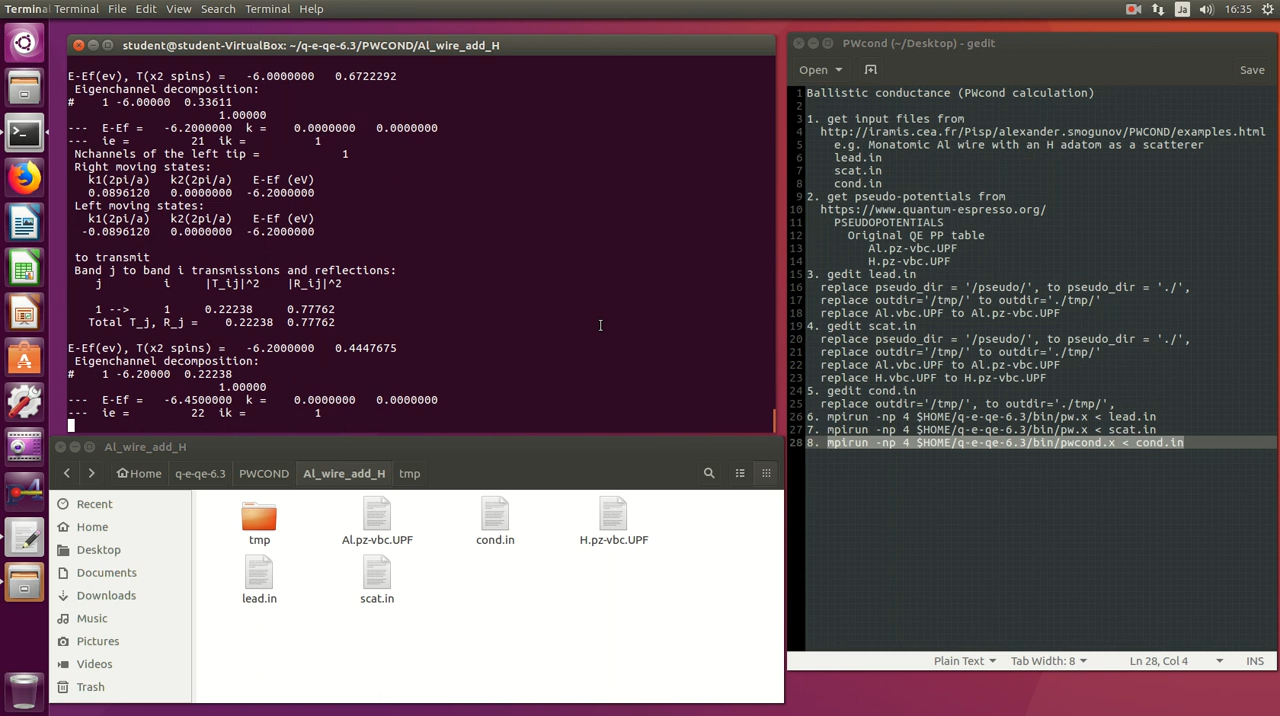 Terminal Terminal File Edit View Search Terminal Help
Ja 16:35
student@student-VirtualBox: ~/q-e-qe-6.3/PWCOND/Al_wire_add_H
E-Ef(ev), T(x2 spins) =   -6.0000000   0.6722292
Eigenchannel decomposition:
#   1 -6.00000  0.33611
1.00000
---  E-Ef =   -6.2000000  k =    0.0000000   0.0000000
---  ie =       21  ik =       1
Nchannels of the left tip =             1
Right moving states:
k1(2pi/a)   k2(2pi/a)   E-Ef (eV)
0.0896120   0.0000000  -6.2000000
Left moving states:
k1(2pi/a)   k2(2pi/a)   E-Ef (eV)
-0.0896120   0.0000000  -6.2000000
to transmit
Band j to band i transmissions and reflections:
j         i     |T_ij|^2    |R_ij|^2
1 -->    1    0.22238     0.77762
Total T_j, R_j =    0.22238  0.77762
E-Ef(ev), T(x2 spins) =   -6.2000000   0.4447675
Eigenchannel decomposition:
#   1 -6.20000  0.22238
1.00000
---  E-Ef =   -6.4500000  k =    0.0000000   0.0000000
---  ie =       22  ik =       1
Al_wire_add_H
Home q-e-qe-6.3 PWCOND Al_wire_add_H tmp
Recent
Home
Desktop
Documents
Downloads
Music
Pictures
Videos
Trash
tmp Al.pz-vbc.UPF cond.in H.pz-vbc.UPF
lead.in scat.in
PWcond (~/Desktop) - gedit
Open Save
1 Ballistic conductance (PWcond calculation)
2
3 1. get input files from
4 http://iramis.cea.fr/Pisp/alexander.smogunov/PWCOND/examples.html
5 e.g. Monatomic Al wire with an H adatom as a scatterer
6 lead.in
7 scat.in
8 cond.in
9 2. get pseudo-potentials from
10 https://www.quantum-espresso.org/
11 PSEUDOPOTENTIALS
12 Original QE PP table
13 Al.pz-vbc.UPF
14 H.pz-vbc.UPF
15 3. gedit lead.in
16 replace pseudo_dir = '/pseudo/', to pseudo_dir = './',
17 replace outdir='/tmp/' to outdir='./tmp/'
18 replace Al.vbc.UPF to Al.pz-vbc.UPF
19 4. gedit scat.in
20 replace pseudo_dir = '/pseudo/', to pseudo_dir = './',
21 replace outdir='/tmp/' to outdir='./tmp/'
22 replace Al.vbc.UPF to Al.pz-vbc.UPF
23 replace H.vbc.UPF to H.pz-vbc.UPF
24 5. gedit cond.in
25 replace outdir='/tmp/', to outdir='./tmp/',
26 6. mpirun -np 4 $HOME/q-e-qe-6.3/bin/pw.x < lead.in
27 7. mpirun -np 4 $HOME/q-e-qe-6.3/bin/pw.x < scat.in
28 8. mpirun -np 4 $HOME/q-e-qe-6.3/bin/pwcond.x < cond.in
Plain Text Tab Width: 8 Ln 28, Col 4 INS